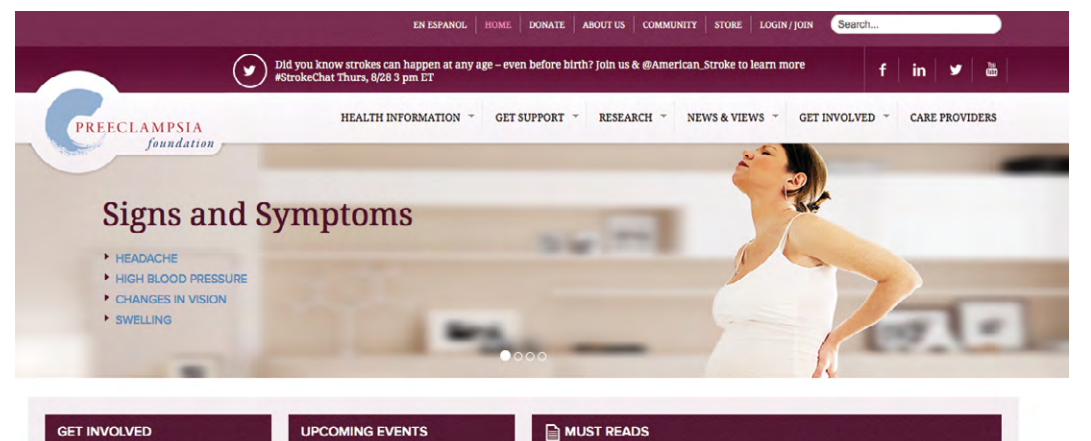 EN ESPANOL HOME DONATE ABOUT US COMMUNITY STORE LOGIN / JOIN Search...
Did you know strokes can happen at any age – even before birth? Join us & @American_Stroke to learn more
#StrokeChat Thurs, 8/28 3 pm ET
f in You Tube
PREECLAMPSIA
foundation
HEALTH INFORMATION GET SUPPORT RESEARCH NEWS & VIEWS GET INVOLVED CARE PROVIDERS
Signs and Symptoms
HEADACHE
HIGH BLOOD PRESSURE
CHANGES IN VISION
SWELLING
GET INVOLVED UPCOMING EVENTS MUST READS